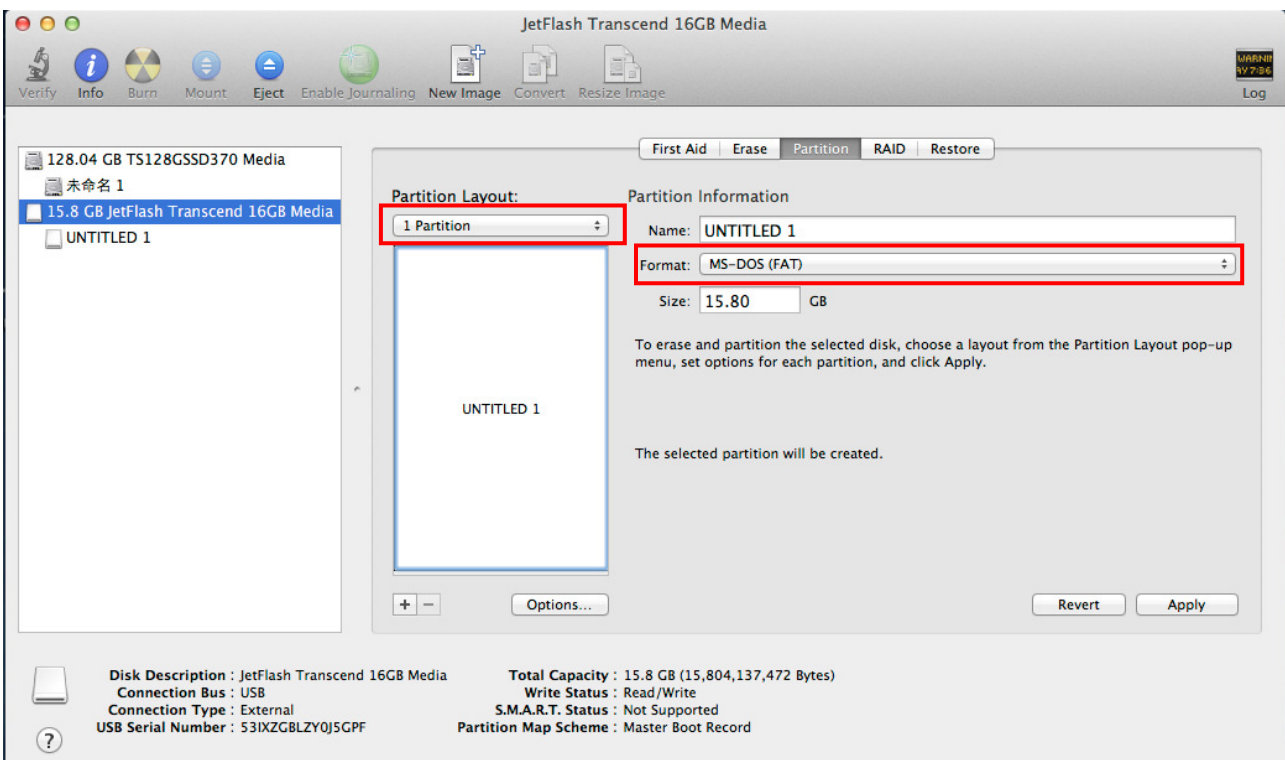 JetFlash Transcend 16GB Media
Verify Info Burn Mount Eject Enable Journaling New Image Convert Resize Image Log
WARNIN
AY 7:36
128.04 GB TS128GSSD370 Media
未命名 1
15.8 GB JetFlash Transcend 16GB Media
UNTITLED 1
First Aid Erase Partition RAID Restore
Partition Layout:
1 Partition
UNTITLED 1
+ − Options...
Partition Information
Name: UNTITLED 1
Format: MS-DOS (FAT)
Size: 15.80 GB
To erase and partition the selected disk, choose a layout from the Partition Layout pop-up
menu, set options for each partition, and click Apply.
The selected partition will be created.
Revert Apply
Disk Description : JetFlash Transcend 16GB Media
Connection Bus : USB
Connection Type : External
USB Serial Number : 53IXZGBLZY0J5GPF
Total Capacity : 15.8 GB (15,804,137,472 Bytes)
Write Status : Read/Write
S.M.A.R.T. Status : Not Supported
Partition Map Scheme : Master Boot Record
?